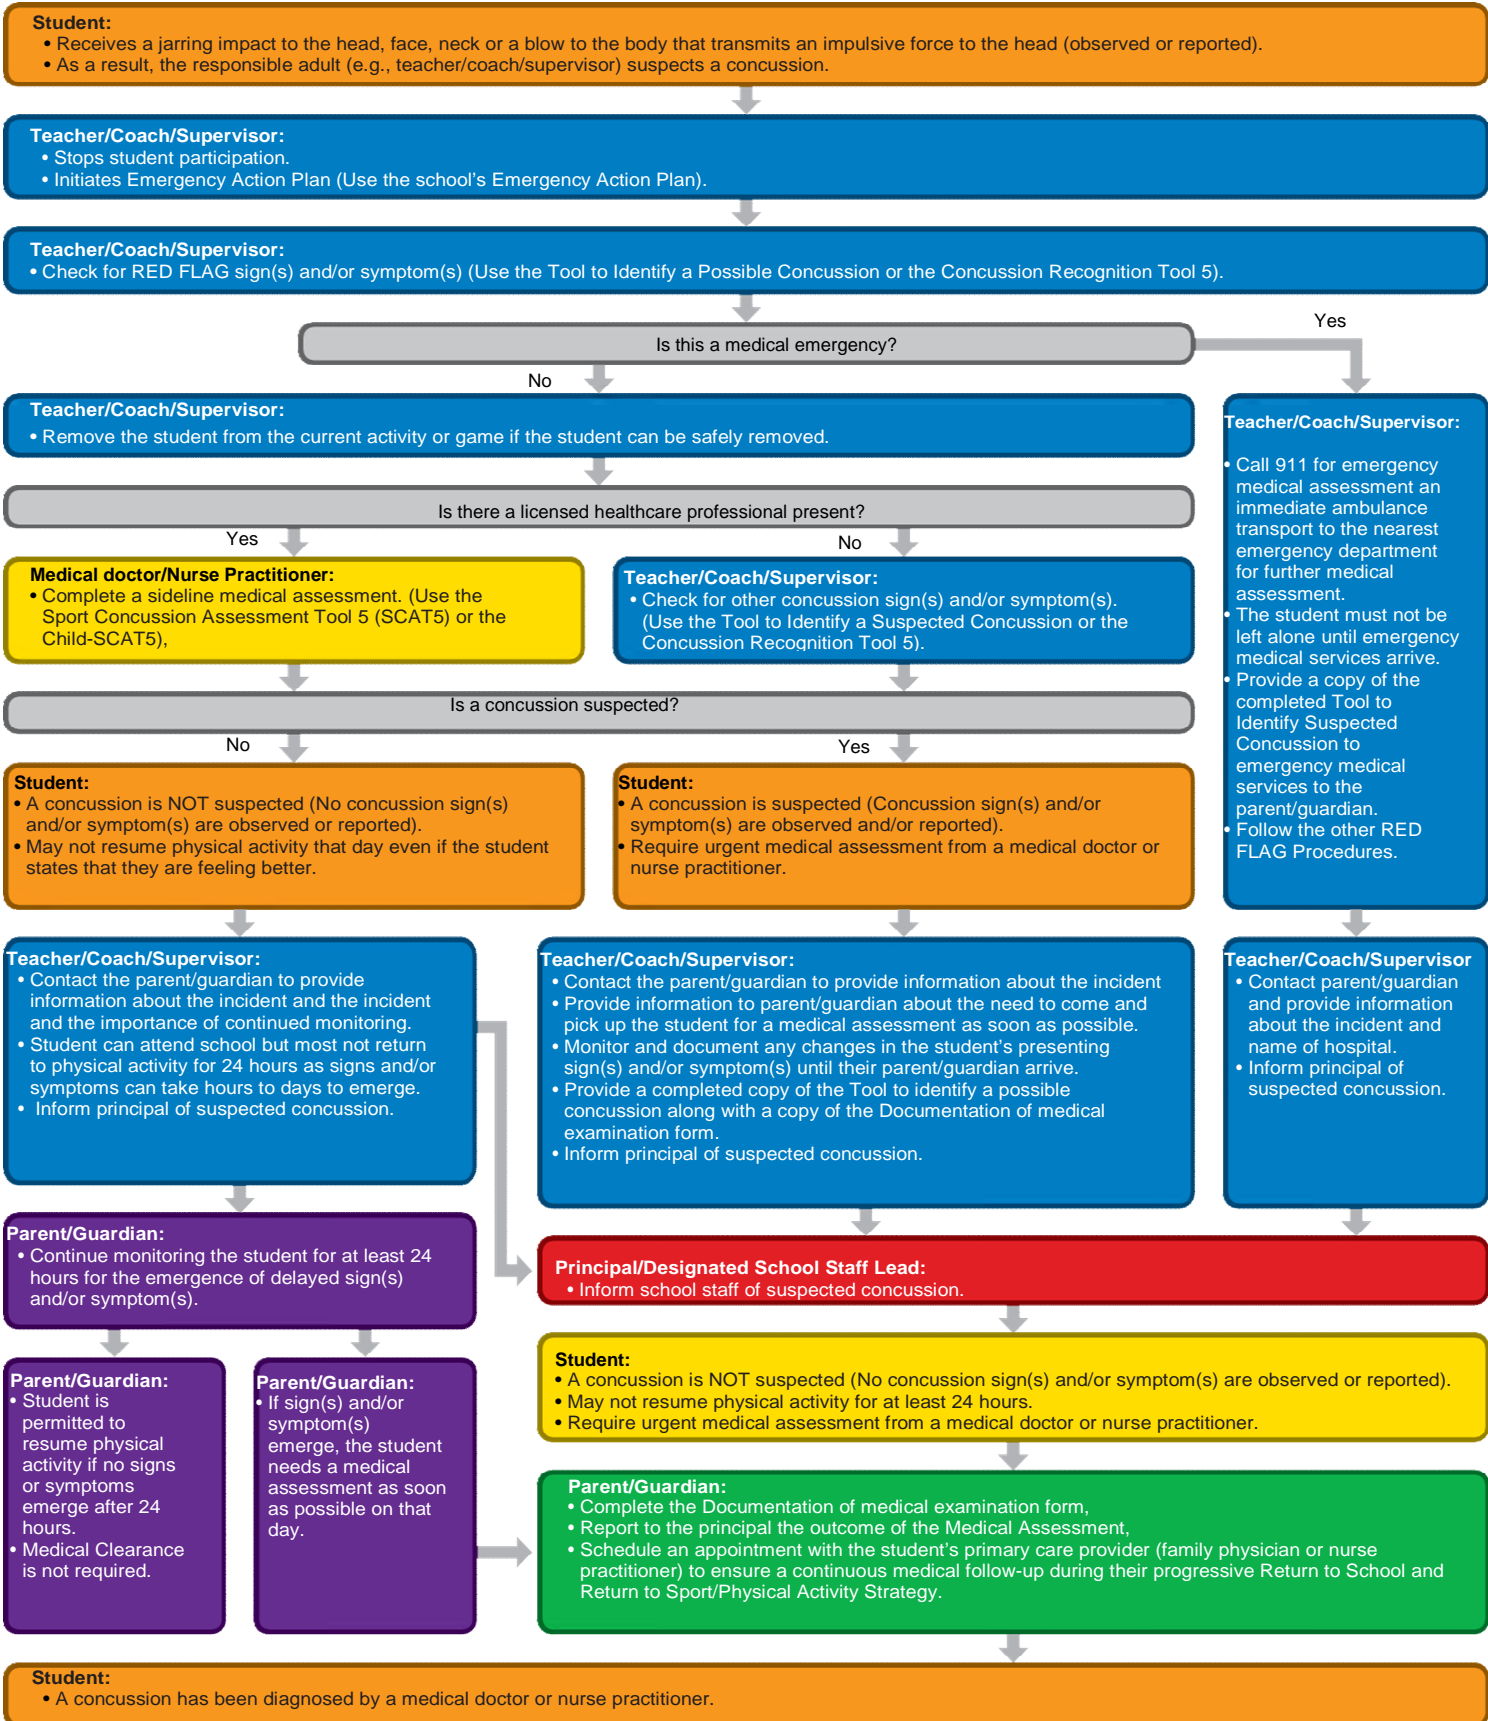 Student:
• Receives a jarring impact to the head, face, neck or a blow to the body that transmits an impulsive force to the head (observed or reported).
• As a result, the responsible adult (e.g., teacher/coach/supervisor) suspects a concussion.
Teacher/Coach/Supervisor:
• Stops student participation.
• Initiates Emergency Action Plan (Use the school's Emergency Action Plan).
Teacher/Coach/Supervisor:
• Check for RED FLAG sign(s) and/or symptom(s) (Use the Tool to Identify a Possible Concussion or the Concussion Recognition Tool 5).
Is this a medical emergency?
Yes
No
Teacher/Coach/Supervisor:
• Remove the student from the current activity or game if the student can be safely removed.
Teacher/Coach/Supervisor:
• Call 911 for emergency
medical assessment an
immediate ambulance
transport to the nearest
emergency department
for further medical
assessment.
• The student must not be
left alone until emergency
medical services arrive.
• Provide a copy of the
completed Tool to
Identify Suspected
Concussion to
emergency medical
services to the
parent/guardian.
• Follow the other RED
FLAG Procedures.
Is there a licensed healthcare professional present?
Yes
No
Medical doctor/Nurse Practitioner:
• Complete a sideline medical assessment. (Use the
Sport Concussion Assessment Tool 5 (SCAT5) or the
Child-SCAT5),
Teacher/Coach/Supervisor:
• Check for other concussion sign(s) and/or symptom(s).
(Use the Tool to Identify a Suspected Concussion or the
Concussion Recognition Tool 5).
Is a concussion suspected?
No
Yes
Student:
• A concussion is NOT suspected (No concussion sign(s)
and/or symptom(s) are observed or reported).
• May not resume physical activity that day even if the student
states that they are feeling better.
Student:
• A concussion is suspected (Concussion sign(s) and/or
symptom(s) are observed and/or reported).
• Require urgent medical assessment from a medical doctor or
nurse practitioner.
Teacher/Coach/Supervisor:
• Contact the parent/guardian to provide
information about the incident and the incident
and the importance of continued monitoring.
• Student can attend school but most not return
to physical activity for 24 hours as signs and/or
symptoms can take hours to days to emerge.
• Inform principal of suspected concussion.
Teacher/Coach/Supervisor:
• Contact the parent/guardian to provide information about the incident
• Provide information to parent/guardian about the need to come and
pick up the student for a medical assessment as soon as possible.
• Monitor and document any changes in the student's presenting
sign(s) and/or symptom(s) until their parent/guardian arrive.
• Provide a completed copy of the Tool to identify a possible
concussion along with a copy of the Documentation of medical
examination form.
• Inform principal of suspected concussion.
Teacher/Coach/Supervisor
• Contact parent/guardian
and provide information
about the incident and
name of hospital.
• Inform principal of
suspected concussion.
Parent/Guardian:
• Continue monitoring the student for at least 24
hours for the emergence of delayed sign(s)
and/or symptom(s).
Principal/Designated School Staff Lead:
• Inform school staff of suspected concussion.
Parent/Guardian:
• Student is
permitted to
resume physical
activity if no signs
or symptoms
emerge after 24
hours.
• Medical Clearance
is not required.
Parent/Guardian:
• If sign(s) and/or
symptom(s)
emerge, the student
needs a medical
assessment as soon
as possible on that
day.
Student:
• A concussion is NOT suspected (No concussion sign(s) and/or symptom(s) are observed or reported).
• May not resume physical activity for at least 24 hours.
• Require urgent medical assessment from a medical doctor or nurse practitioner.
Parent/Guardian:
• Complete the Documentation of medical examination form,
• Report to the principal the outcome of the Medical Assessment,
• Schedule an appointment with the student's primary care provider (family physician or nurse
practitioner) to ensure a continuous medical follow-up during their progressive Return to School and
Return to Sport/Physical Activity Strategy.
Student:
• A concussion has been diagnosed by a medical doctor or nurse practitioner.